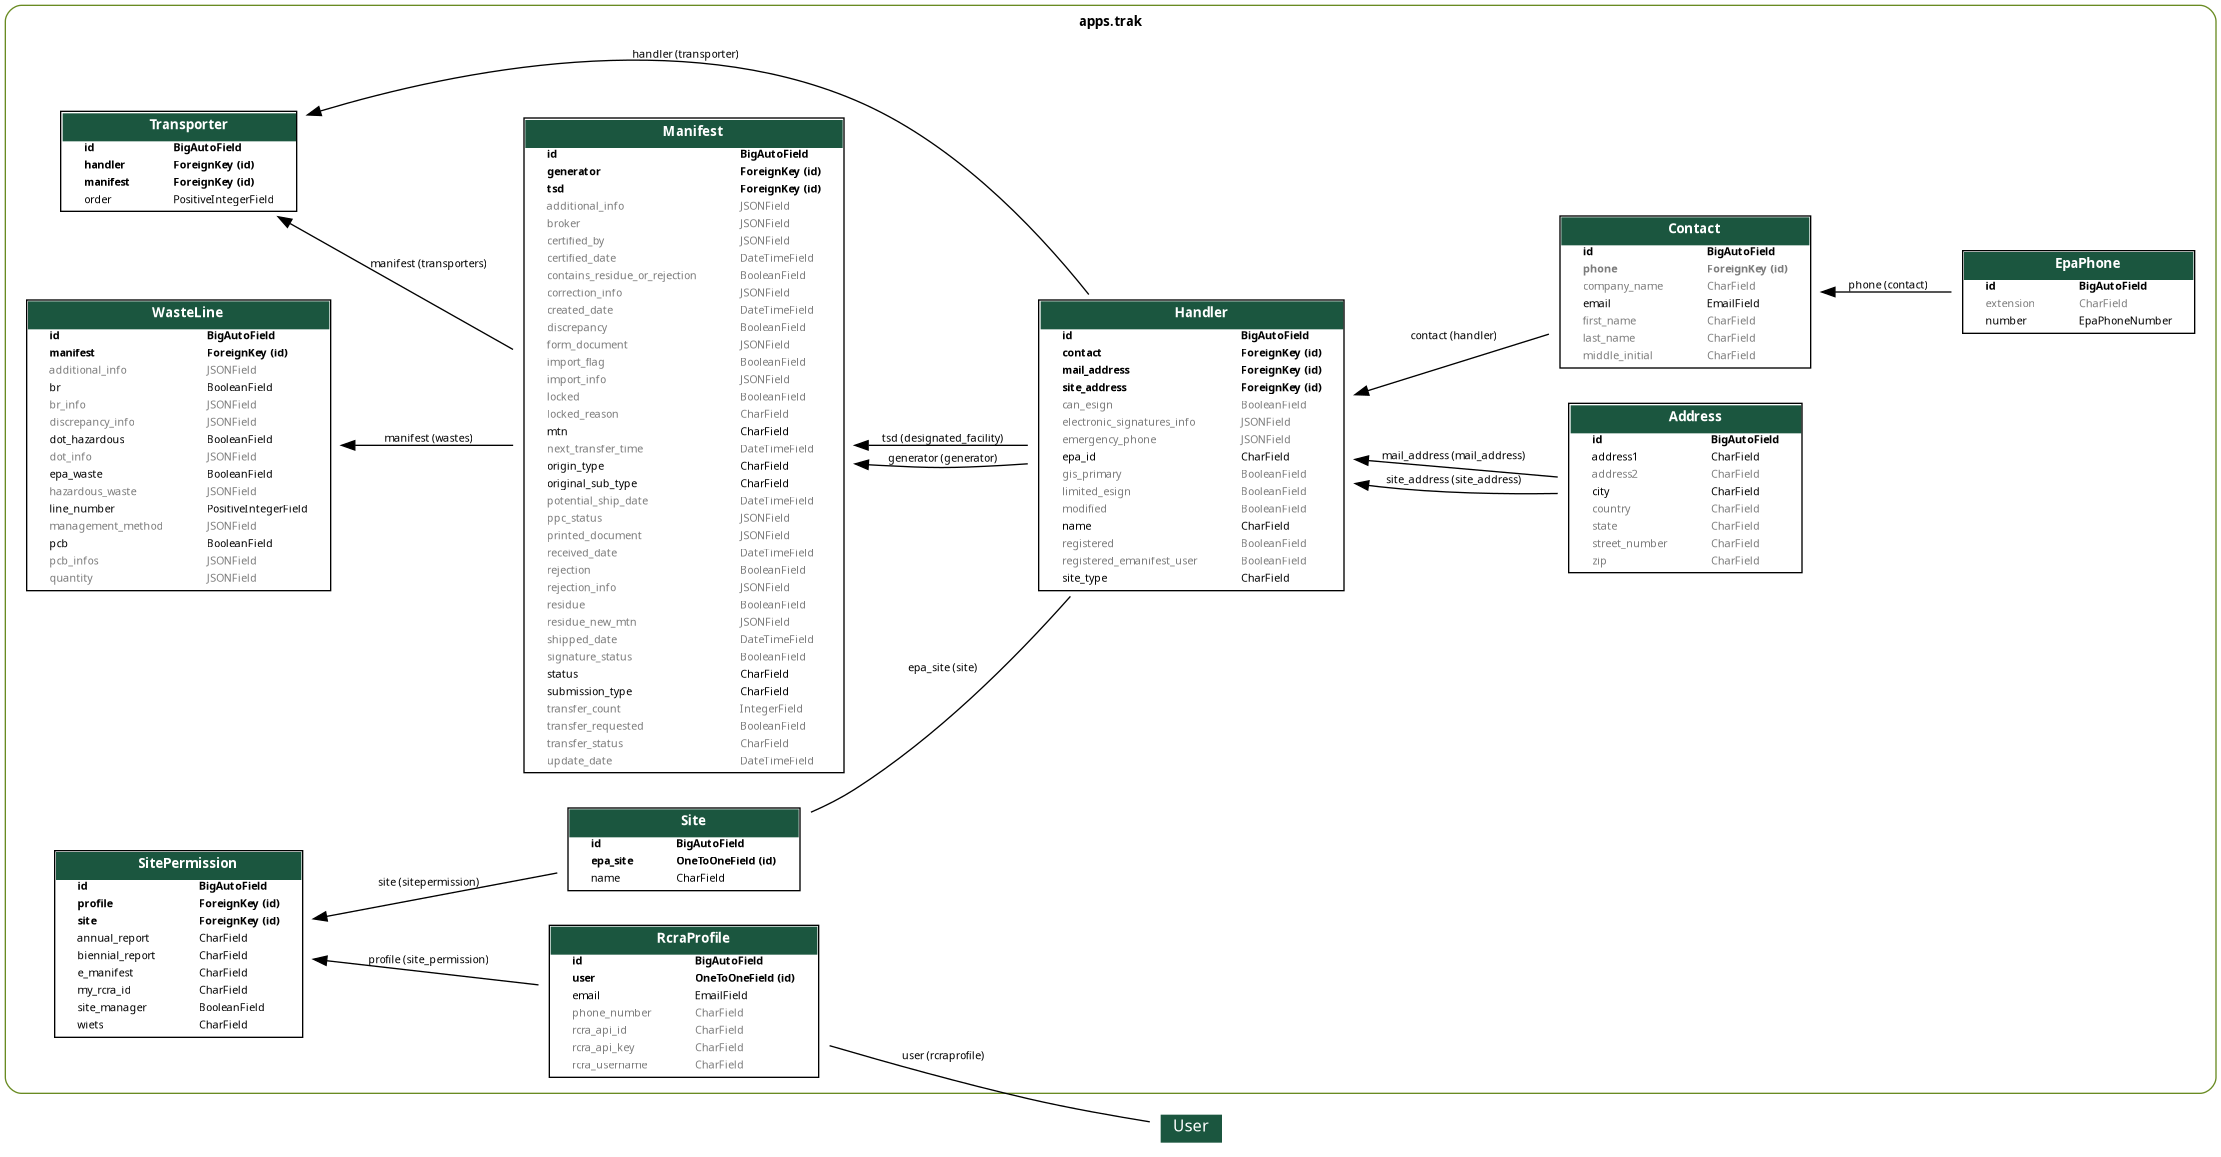 apps.trak
handler (transporter)
Transporter
id BigAutoField
handler ForeignKey (id)
manifest ForeignKey (id)
order PositiveIntegerField
manifest (transporters)
WasteLine
id BigAutoField
manifest ForeignKey (id)
additional_info JSONField
br BooleanField
br_info JSONField
discrepancy_info JSONField
dot_hazardous BooleanField
dot_info JSONField
epa_waste BooleanField
hazardous_waste JSONField
line_number PositiveIntegerField
management_method JSONField
pcb BooleanField
pcb_infos JSONField
quantity JSONField
manifest (wastes)
Manifest
id BigAutoField
generator ForeignKey (id)
tsd ForeignKey (id)
additional_info JSONField
broker JSONField
certified_by JSONField
certified_date DateTimeField
contains_residue_or_rejection BooleanField
correction_info JSONField
created_date DateTimeField
discrepancy BooleanField
form_document JSONField
import_flag BooleanField
import_info JSONField
locked BooleanField
locked_reason CharField
mtn CharField
next_transfer_time DateTimeField
origin_type CharField
original_sub_type CharField
potential_ship_date DateTimeField
ppc_status JSONField
printed_document JSONField
received_date DateTimeField
rejection BooleanField
rejection_info JSONField
residue BooleanField
residue_new_mtn JSONField
shipped_date DateTimeField
signature_status BooleanField
status CharField
submission_type CharField
transfer_count IntegerField
transfer_requested BooleanField
transfer_status CharField
update_date DateTimeField
tsd (designated_facility)
generator (generator)
Handler
id BigAutoField
contact ForeignKey (id)
mail_address ForeignKey (id)
site_address ForeignKey (id)
can_esign BooleanField
electronic_signatures_info JSONField
emergency_phone JSONField
epa_id CharField
gis_primary BooleanField
limited_esign BooleanField
modified BooleanField
name CharField
registered BooleanField
registered_emanifest_user BooleanField
site_type CharField
contact (handler)
mail_address (mail_address)
site_address (site_address)
Contact
id BigAutoField
phone ForeignKey (id)
company_name CharField
email EmailField
first_name CharField
last_name CharField
middle_initial CharField
phone (contact)
EpaPhone
id BigAutoField
extension CharField
number EpaPhoneNumber
Address
id BigAutoField
address1 CharField
address2 CharField
city CharField
country CharField
state CharField
street_number CharField
zip CharField
epa_site (site)
Site
id BigAutoField
epa_site OneToOneField (id)
name CharField
SitePermission
id BigAutoField
profile ForeignKey (id)
site ForeignKey (id)
annual_report CharField
biennial_report CharField
e_manifest CharField
my_rcra_id CharField
site_manager BooleanField
wiets CharField
site (sitepermission)
profile (site_permission)
RcraProfile
id BigAutoField
user OneToOneField (id)
email EmailField
phone_number CharField
rcra_api_id CharField
rcra_api_key CharField
rcra_username CharField
user (rcraprofile)
User